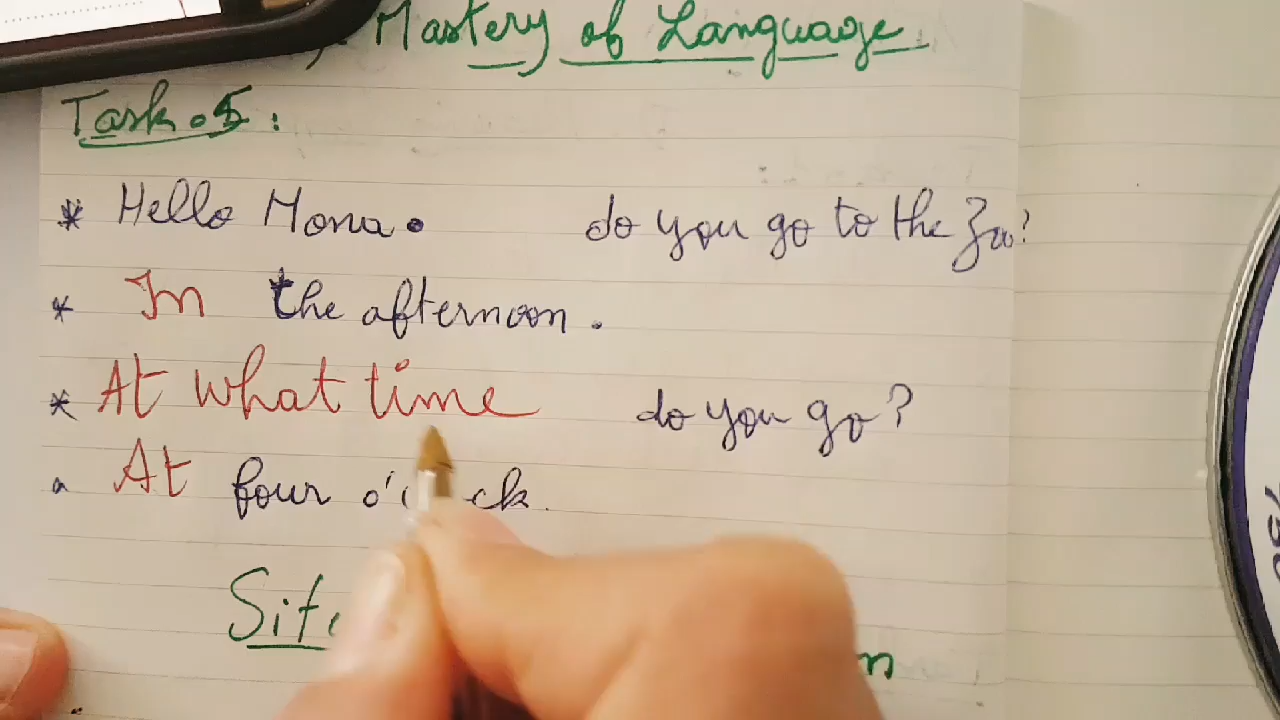 Mastery of Language
Task.5:
* Hello Mona. do you go to the Zoo?
* In the afternoon.
* At what time do you go?
At four o'clock.